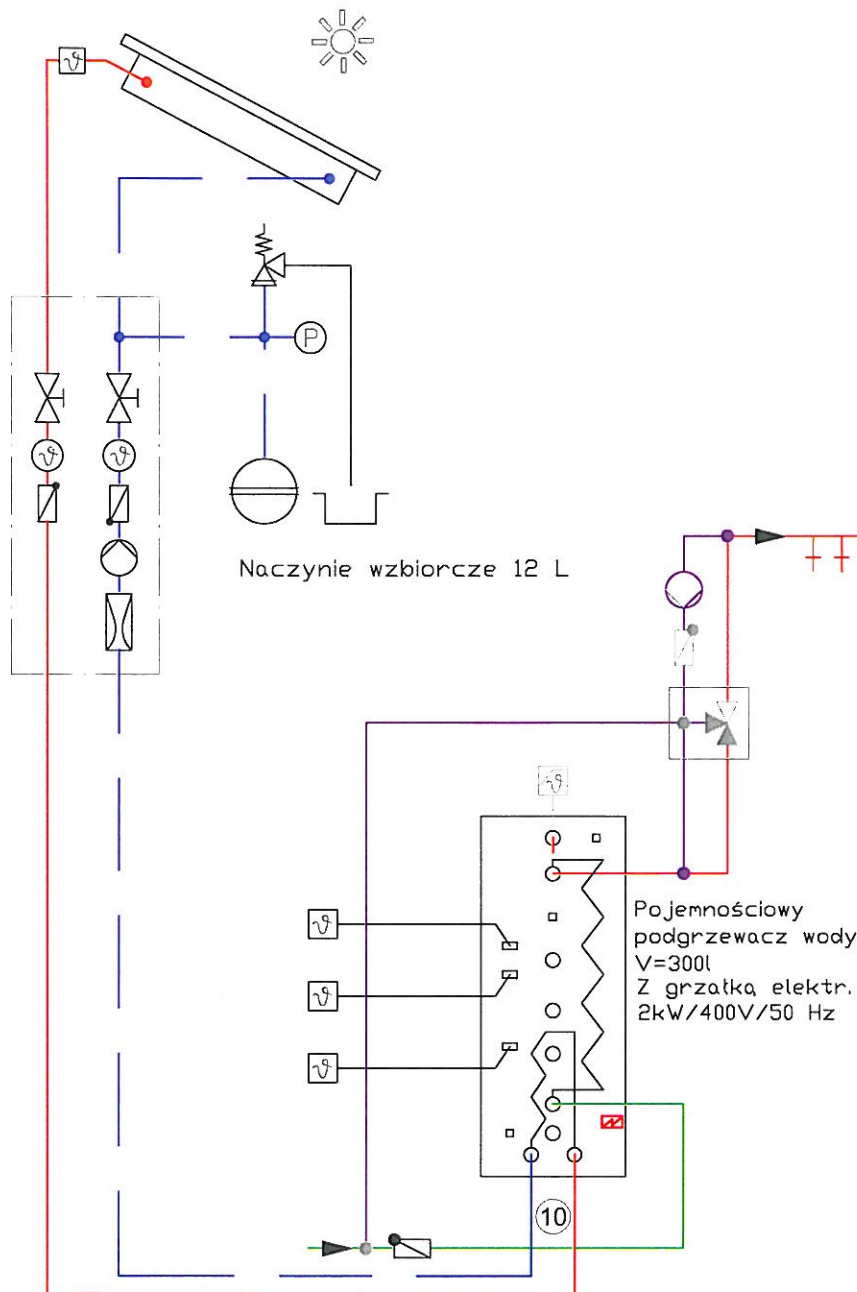 ϑ
P
ϑ ϑ
Naczynie wzbiorcze 12 L
ϑ
Pojemnościowy
podgrzewacz wody
V=300l
Z grzałką elektr.
2kW/400V/50 Hz
ϑ
ϑ
ϑ
10